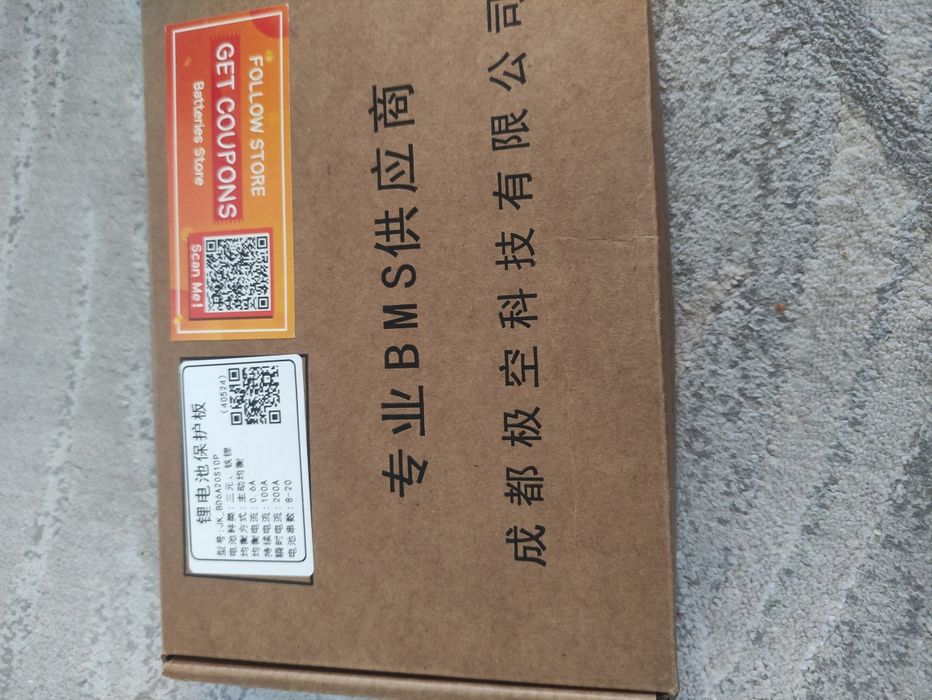 FOLLOW STORE
GET COUPONS
Batteries Store
Scan Me!
锂电池保护板
(40524)
型号:JK_BD6A20S10P
电池种类:三元、铁锂
均衡方式:主动均衡
均衡电流:0.6A
持续电流:100A
瞬时电流:200A
电池串数:8-20
专业BMS供应商
成都极空科技有限公司